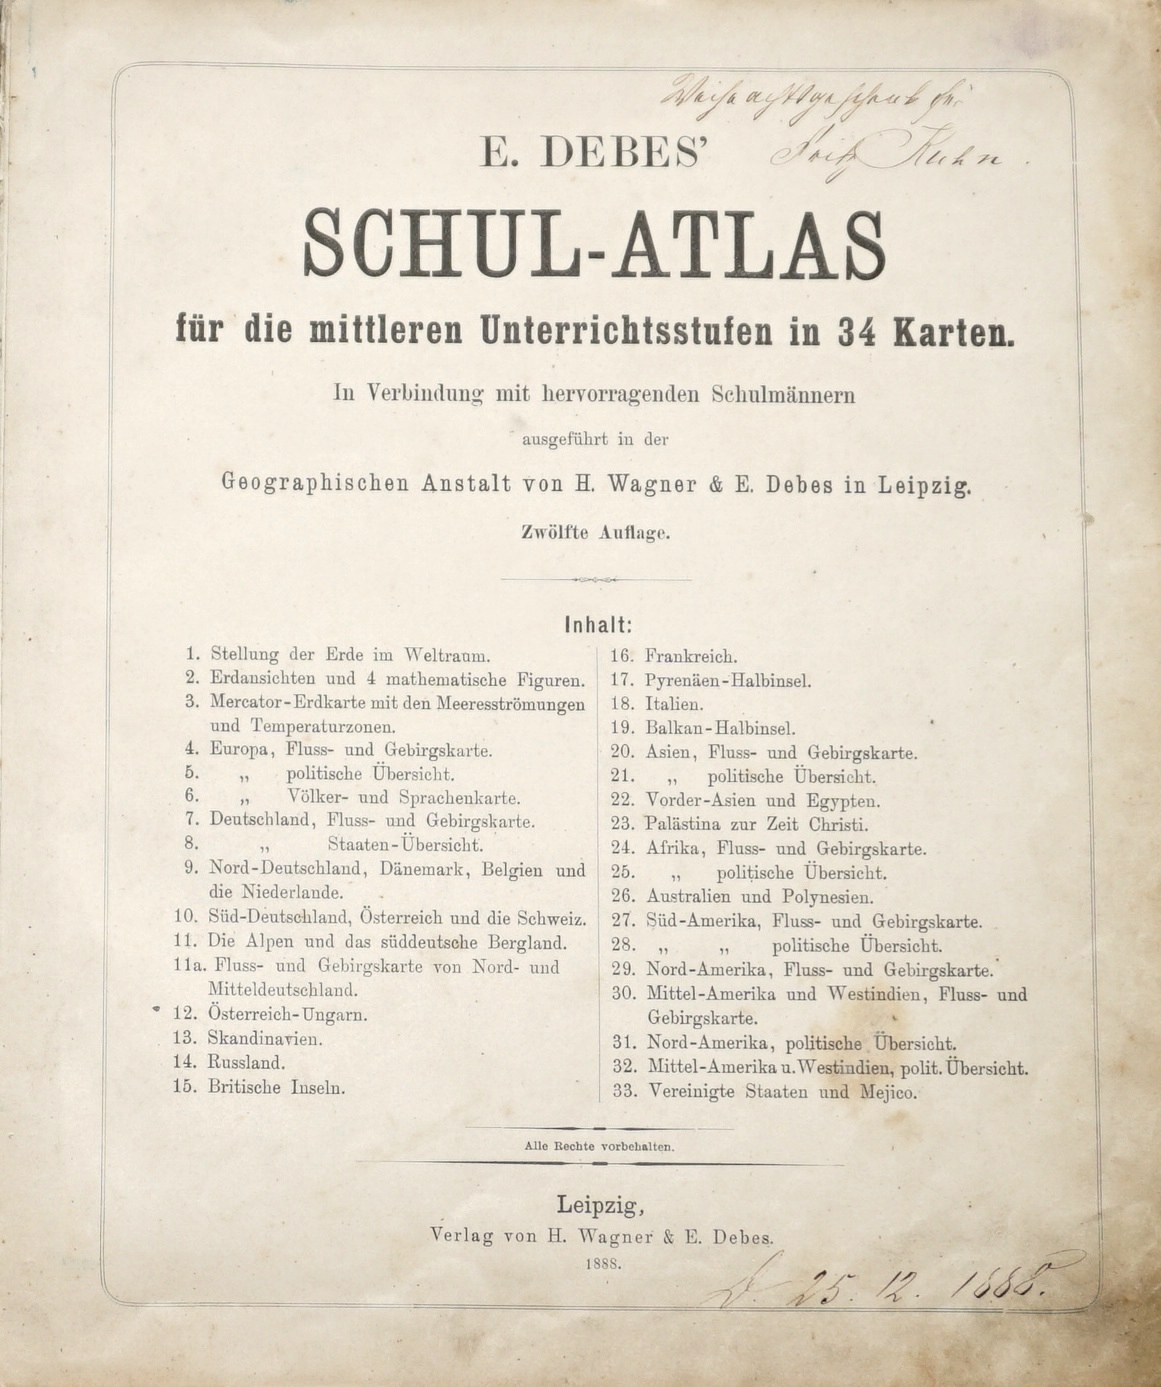 Weihnachtsgeschenk für
Fritz Kuhn.
E. DEBES’
SCHUL-ATLAS
für die mittleren Unterrichtsstufen in 34 Karten.
In Verbindung mit hervorragenden Schulmännern
ausgeführt in der
Geographischen Anstalt von H. Wagner & E. Debes in Leipzig.
Zwölfte Auflage.
Inhalt:
1. Stellung der Erde im Weltraum.
2. Erdansichten und 4 mathematische Figuren.
3. Mercator-Erdkarte mit den Meeresströmungen
und Temperaturzonen.
4. Europa, Fluss- und Gebirgskarte.
5. „ politische Übersicht.
6. „ Völker- und Sprachenkarte.
7. Deutschland, Fluss- und Gebirgskarte.
8. „ Staaten-Übersicht.
9. Nord-Deutschland, Dänemark, Belgien und
die Niederlande.
10. Süd-Deutschland, Österreich und die Schweiz.
11. Die Alpen und das süddeutsche Bergland.
11a. Fluss- und Gebirgskarte von Nord- und
Mitteldeutschland.
12. Österreich-Ungarn.
13. Skandinavien.
14. Russland.
15. Britische Inseln.
16. Frankreich.
17. Pyrenäen-Halbinsel.
18. Italien.
19. Balkan-Halbinsel.
20. Asien, Fluss- und Gebirgskarte.
21. „ politische Übersicht.
22. Vorder-Asien und Egypten.
23. Palästina zur Zeit Christi.
24. Afrika, Fluss- und Gebirgskarte.
25. „ politische Übersicht.
26. Australien und Polynesien.
27. Süd-Amerika, Fluss- und Gebirgskarte.
28. „ „ politische Übersicht.
29. Nord-Amerika, Fluss- und Gebirgskarte.
30. Mittel-Amerika und Westindien, Fluss- und
Gebirgskarte.
31. Nord-Amerika, politische Übersicht.
32. Mittel-Amerika u. Westindien, polit. Übersicht.
33. Vereinigte Staaten und Mejico.
Alle Rechte vorbehalten.
Leipzig,
Verlag von H. Wagner & E. Debes.
1888.
D. 25. 12. 1888.